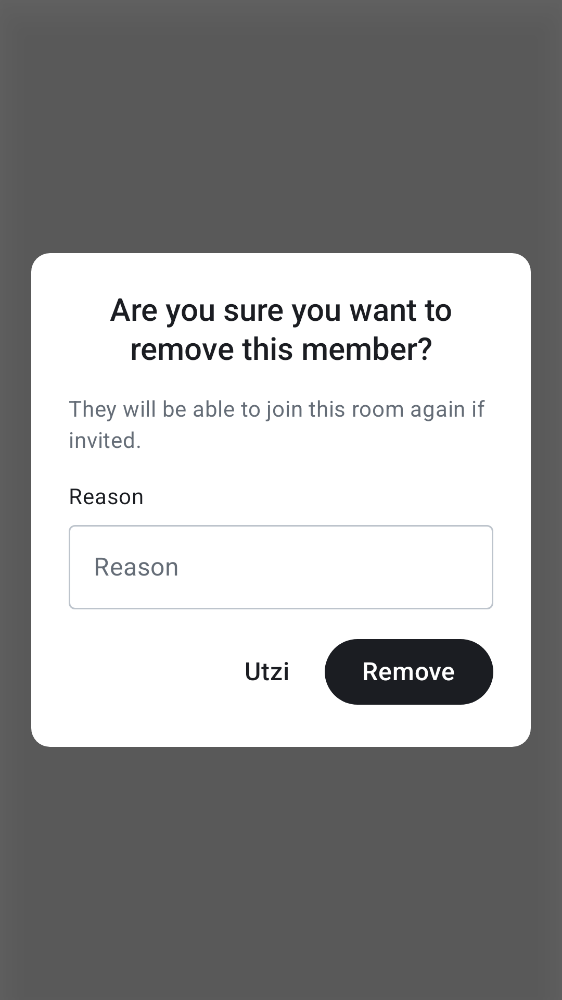 Are you sure you want to
remove this member?
They will be able to join this room again if
invited.
Reason
Reason
Utzi
Remove